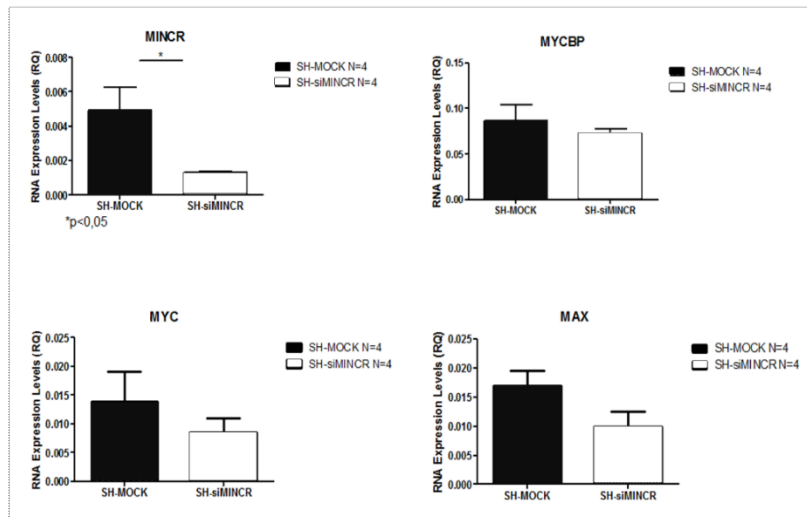 MINCR
RNA Expression Levels (RQ)
0.008
0.006
0.004
0.002
0.000
*
SH-MOCK
SH-siMINCR
*p<0,05
SH-MOCK N=4
SH-siMINCR N=4
MYCBP
RNA Expression Levels (RQ)
0.15
0.10
0.05
0.00
SH-MOCK
SH-siMINCR
SH-MOCK N=4
SH-siMINCR N=4
MYC
RNA Expression Levels (RQ)
0.025
0.020
0.015
0.010
0.005
0.000
SH-MOCK
SH-siMINCR
SH-MOCK N=4
SH-siMINCR N=4
MAX
RNA Expression Levels (RQ)
0.025
0.020
0.015
0.010
0.005
0.000
SH-MOCK
SH-siMINCR
SH-MOCK N=4
SH-siMINCR N=4